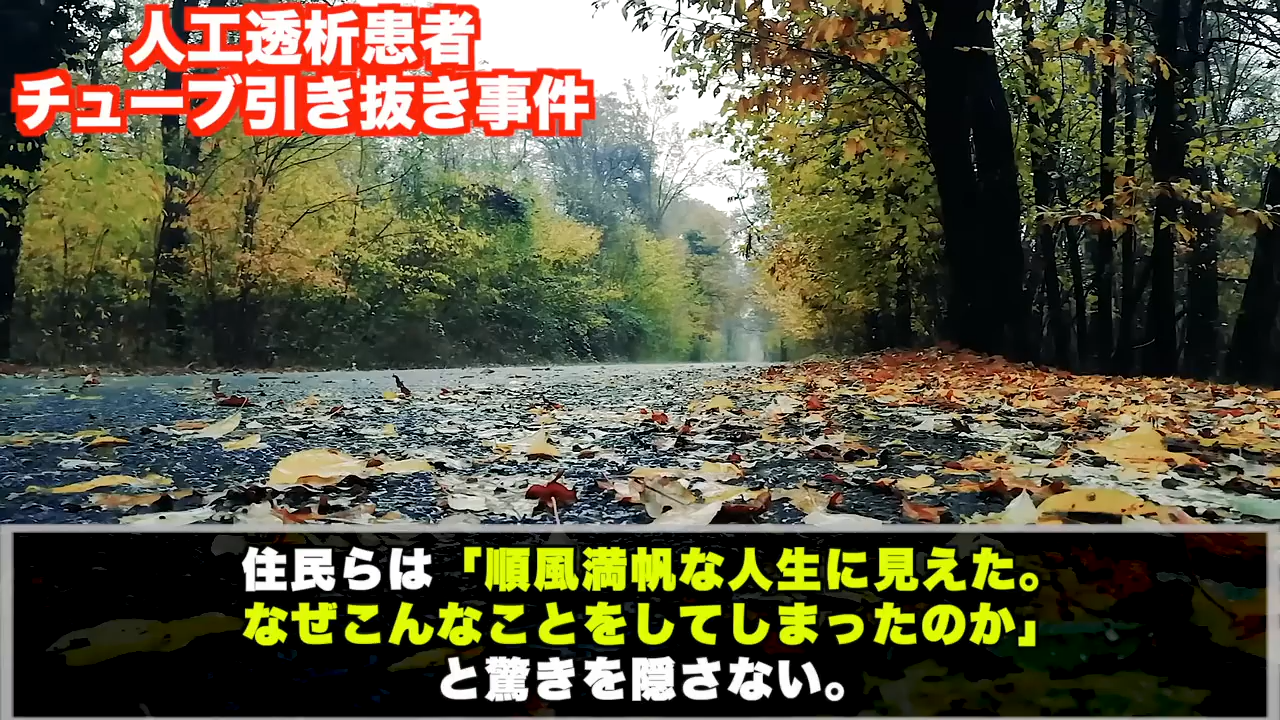 人工透析患者
チューブ引き抜き事件
住民らは「順風満帆な人生に見えた。
なぜこんなことをしてしまったのか」
と驚きを隠さない。